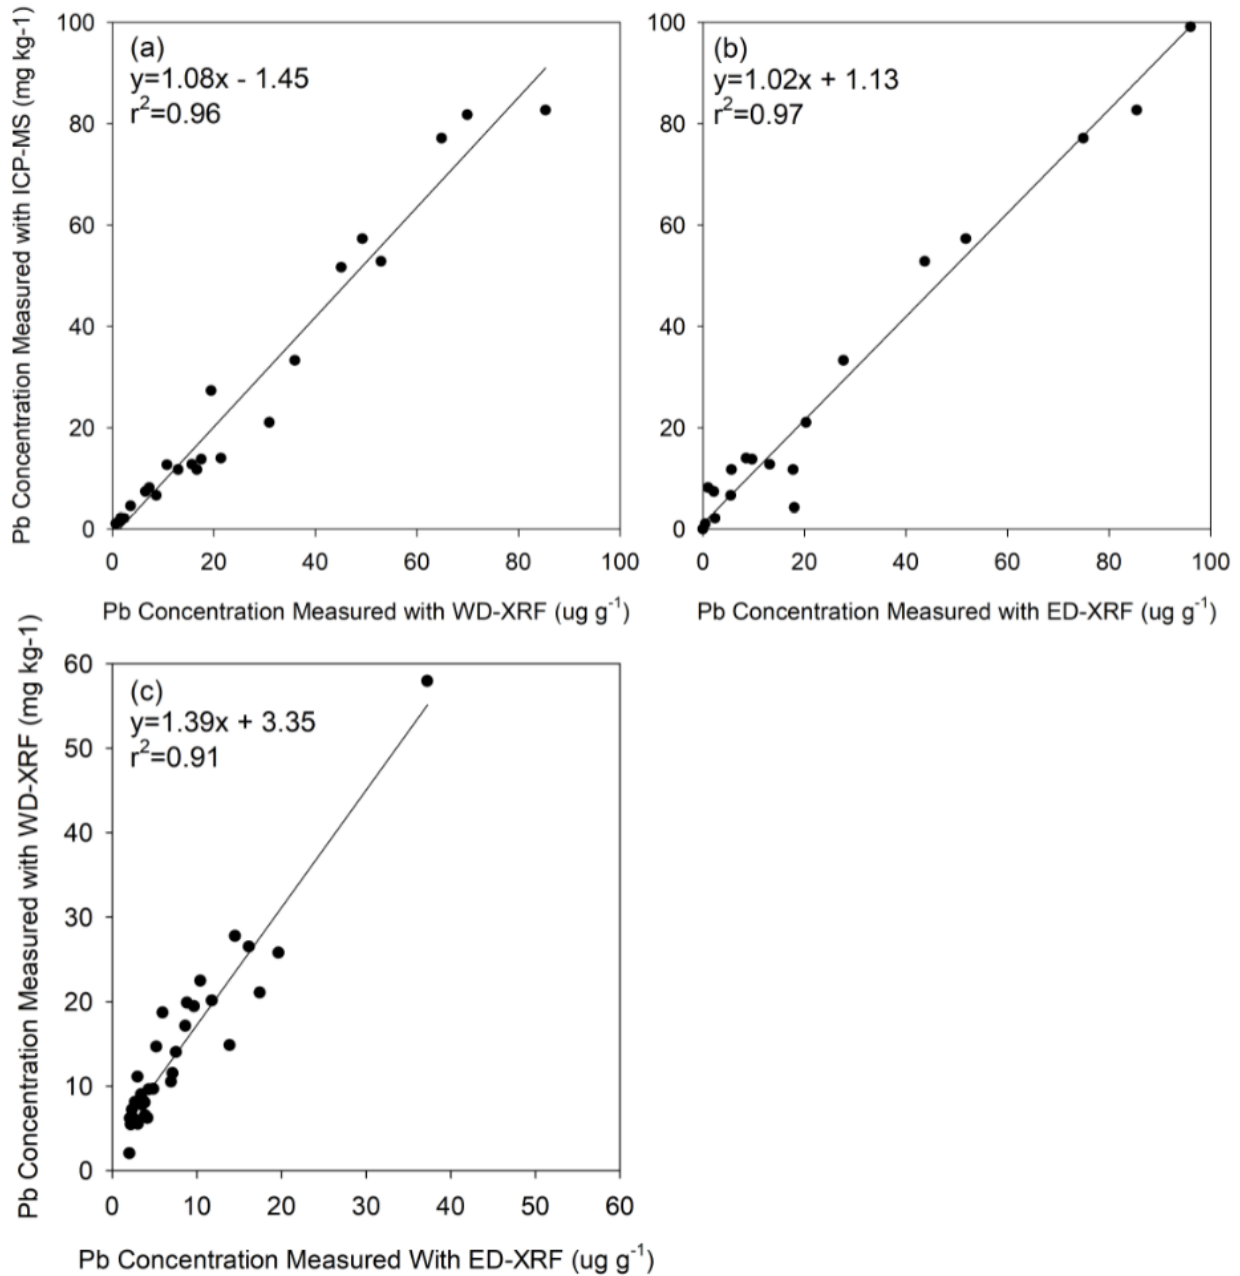 (a)
y=1.08x - 1.45
r²=0.96
Pb Concentration Measured with ICP-MS (mg kg-1)
100
80
60
40
20
0
0 20 40 60 80 100
Pb Concentration Measured with WD-XRF (ug g⁻¹)
(b)
y=1.02x + 1.13
r²=0.97
100
80
60
40
20
0
0 20 40 60 80 100
Pb Concentration Measured with ED-XRF (ug g⁻¹)
(c)
y=1.39x + 3.35
r²=0.91
Pb Concentration Measured with WD-XRF (mg kg-1)
60
50
40
30
20
10
0
0 10 20 30 40 50 60
Pb Concentration Measured With ED-XRF (ug g⁻¹)